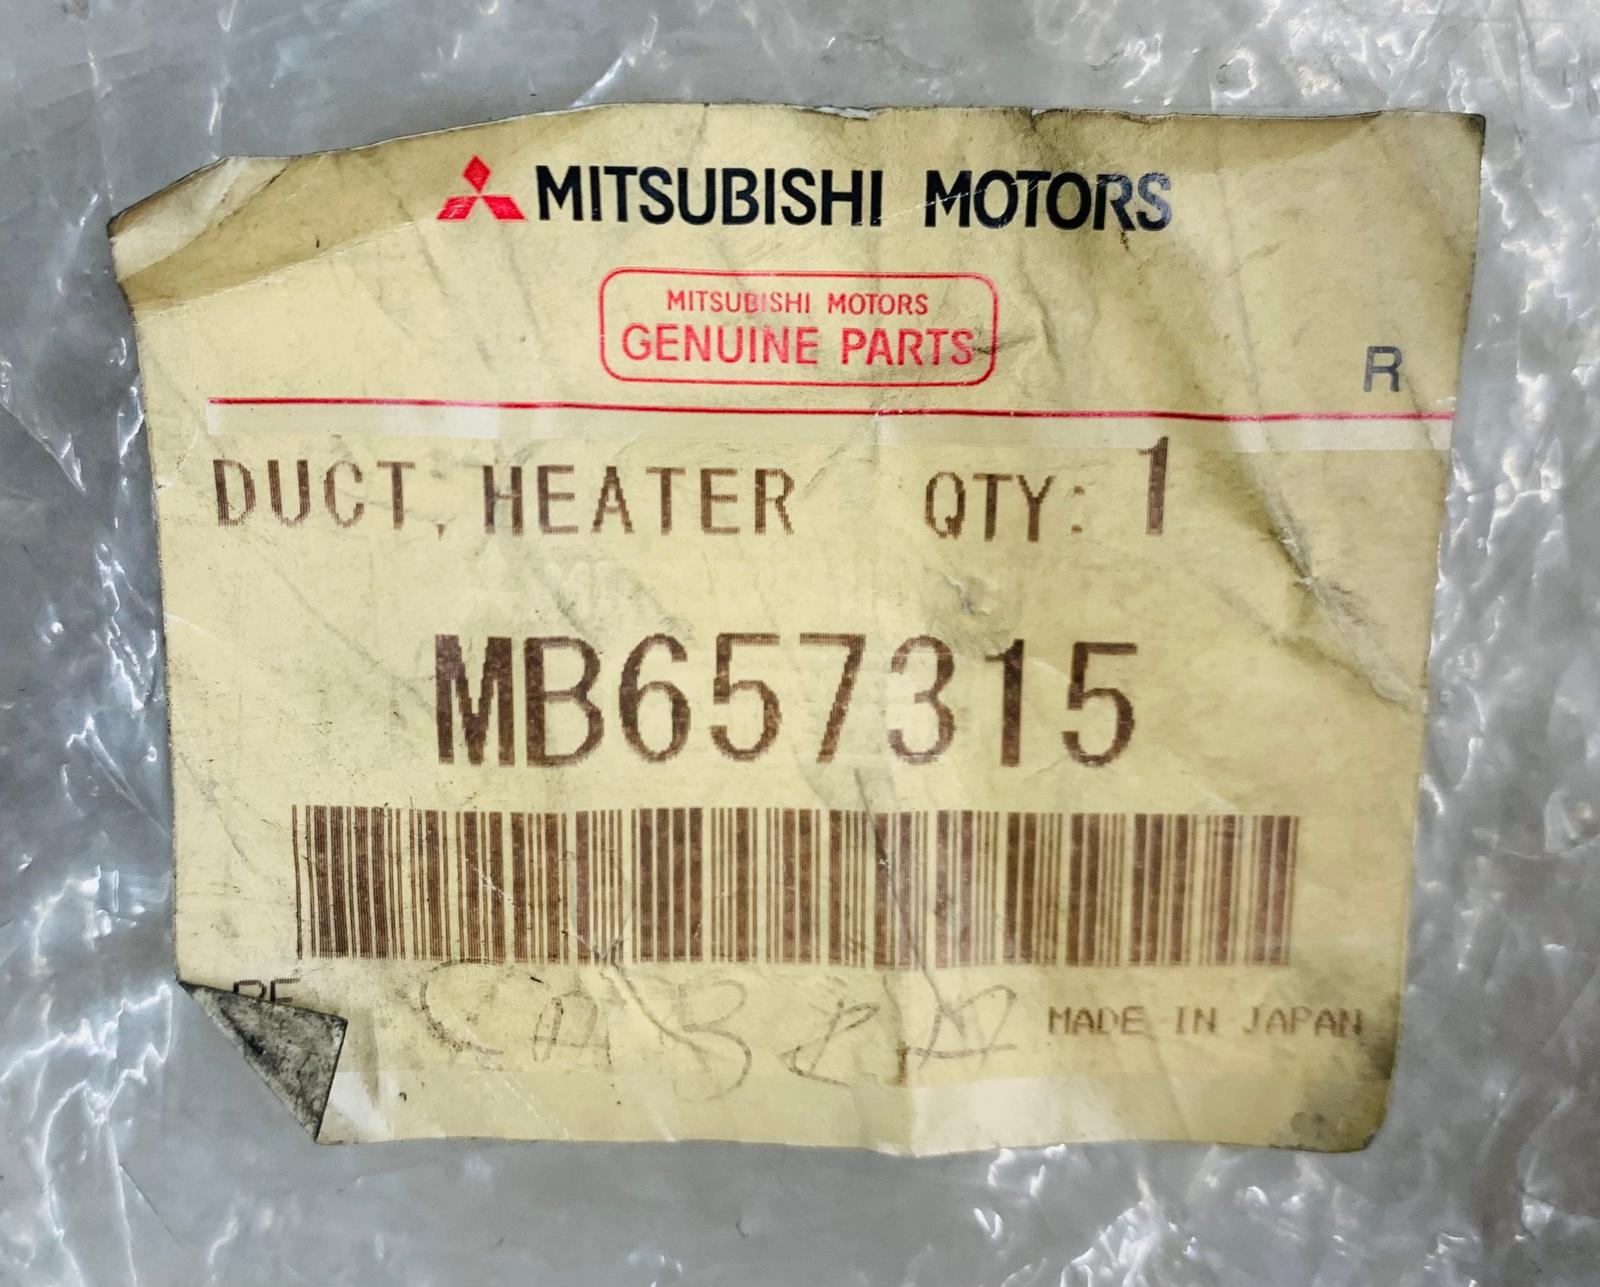 MITSUBISHI MOTORS
MITSUBISHI MOTORS
GENUINE PARTS
R
DUCT, HEATER QTY: 1
MB657315
MADE IN JAPAN